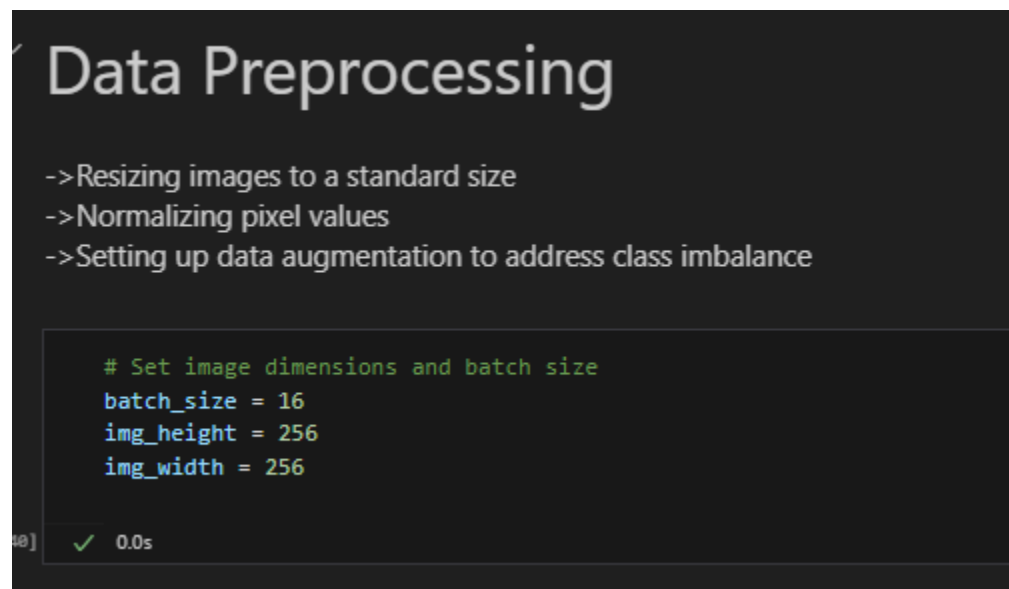 Data Preprocessing
->Resizing images to a standard size
->Normalizing pixel values
->Setting up data augmentation to address class imbalance
# Set image dimensions and batch size
batch_size = 16
img_height = 256
img_width = 256
40] ✓ 0.0s